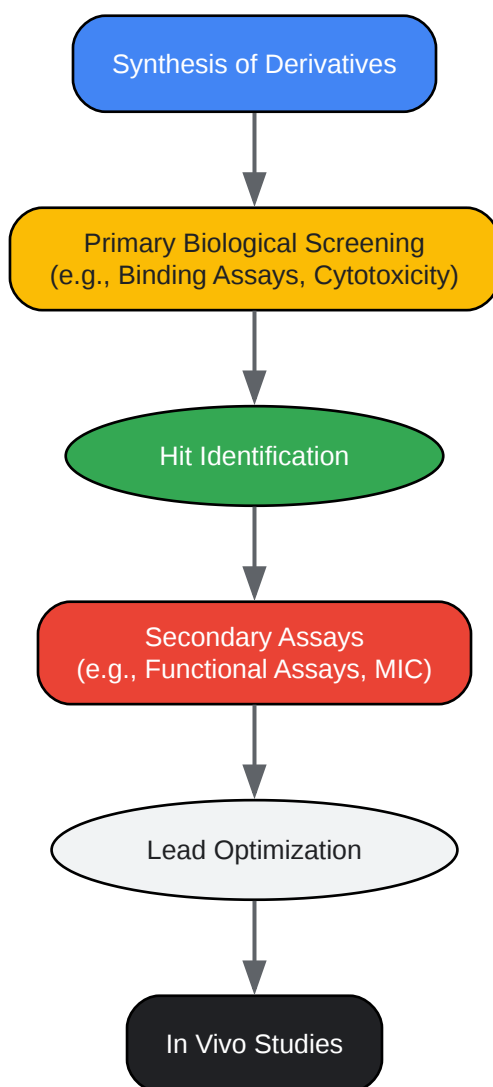 Synthesis of Derivatives
Primary Biological Screening
(e.g., Binding Assays, Cytotoxicity)
Hit Identification
Secondary Assays
(e.g., Functional Assays, MIC)
Lead Optimization
In Vivo Studies